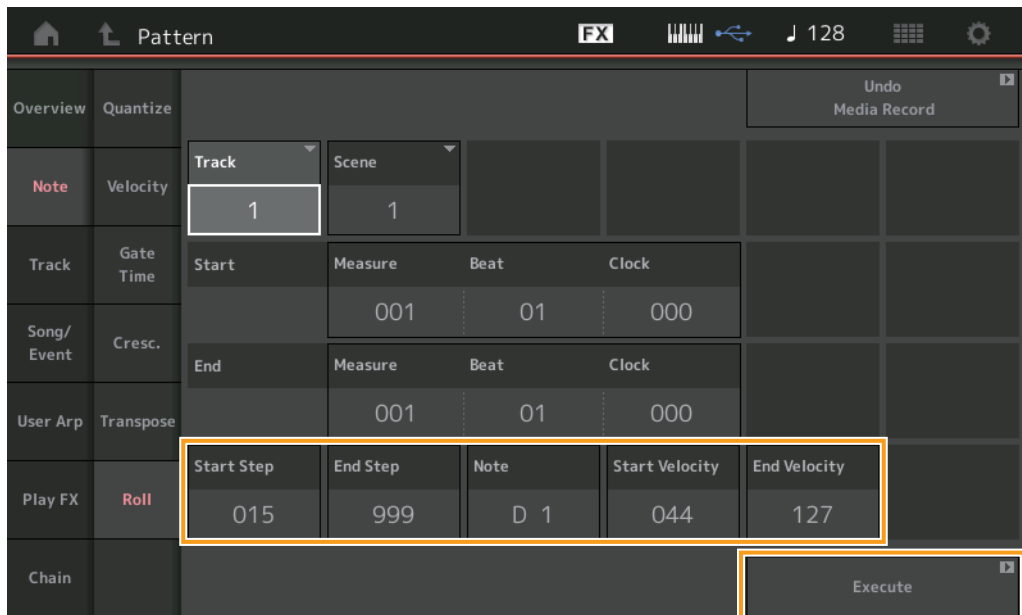 Pattern
FX
♩ 128
Undo
Media Record
Overview
Quantize
Track
Scene
Note
Velocity
1
1
Track
Gate
Time
Start
Measure
Beat
Clock
001
01
000
Song/
Event
Cresc.
End
Measure
Beat
Clock
User Arp
Transpose
001
01
000
Start Step
End Step
Note
Start Velocity
End Velocity
Play FX
Roll
015
999
D 1
044
127
Chain
Execute